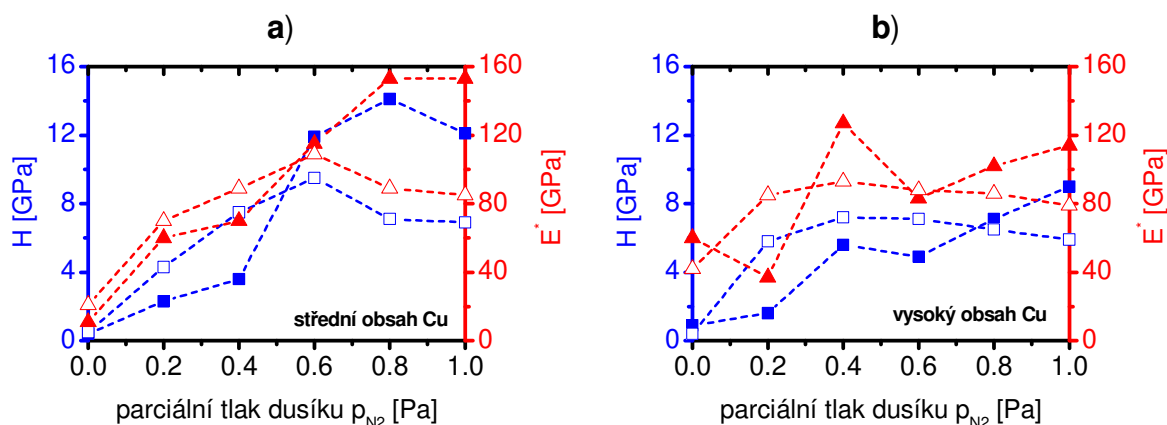 a)
16
12
8
4
0
H [GPa]
160
120
80
40
0
E* [GPa]
střední obsah Cu
0.0 0.2 0.4 0.6 0.8 1.0
parciální tlak dusíku pN2 [Pa]
b)
16
12
8
4
0
H [GPa]
160
120
80
40
0
E* [GPa]
vysoký obsah Cu
0.0 0.2 0.4 0.6 0.8 1.0
parciální tlak dusíku pN2 [Pa]